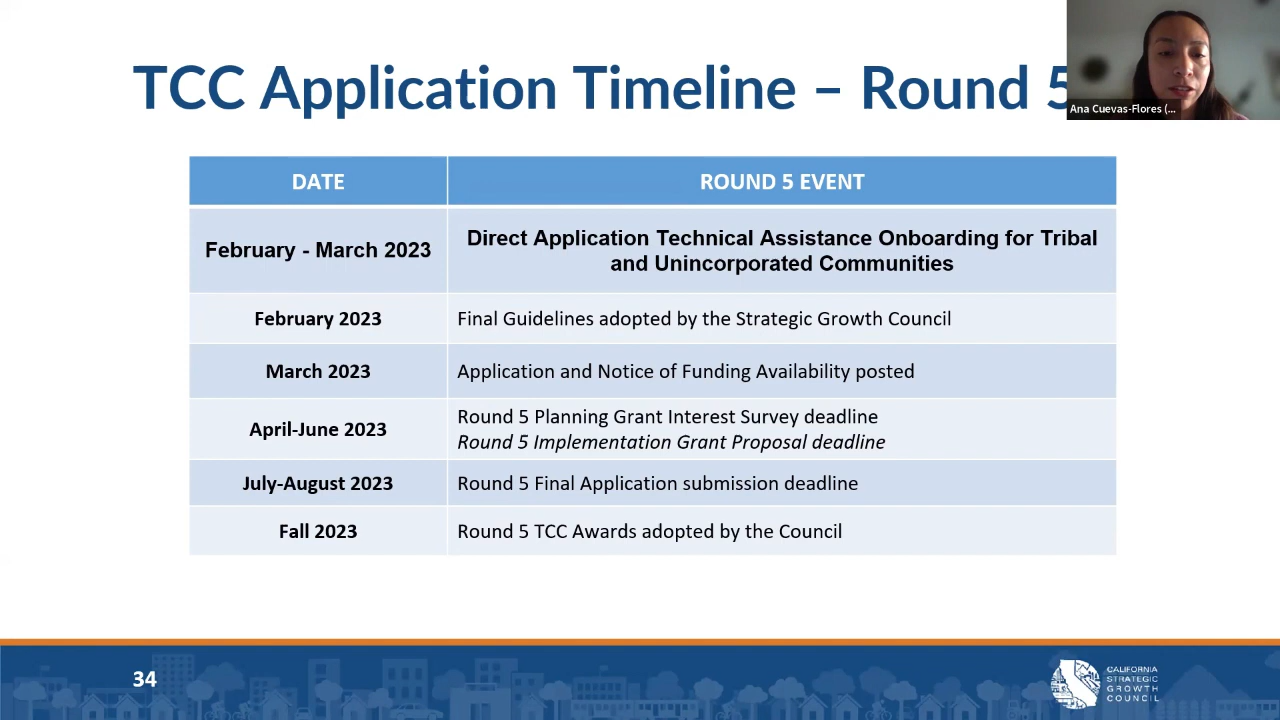 TCC Application Timeline – Round 5
Ana Cuevas-Flores (...
DATE
ROUND 5 EVENT
February - March 2023
Direct Application Technical Assistance Onboarding for Tribal
and Unincorporated Communities
February 2023
Final Guidelines adopted by the Strategic Growth Council
March 2023
Application and Notice of Funding Availability posted
April-June 2023
Round 5 Planning Grant Interest Survey deadline
Round 5 Implementation Grant Proposal deadline
July-August 2023
Round 5 Final Application submission deadline
Fall 2023
Round 5 TCC Awards adopted by the Council
34
CALIFORNIA
STRATEGIC
GROWTH
COUNCIL